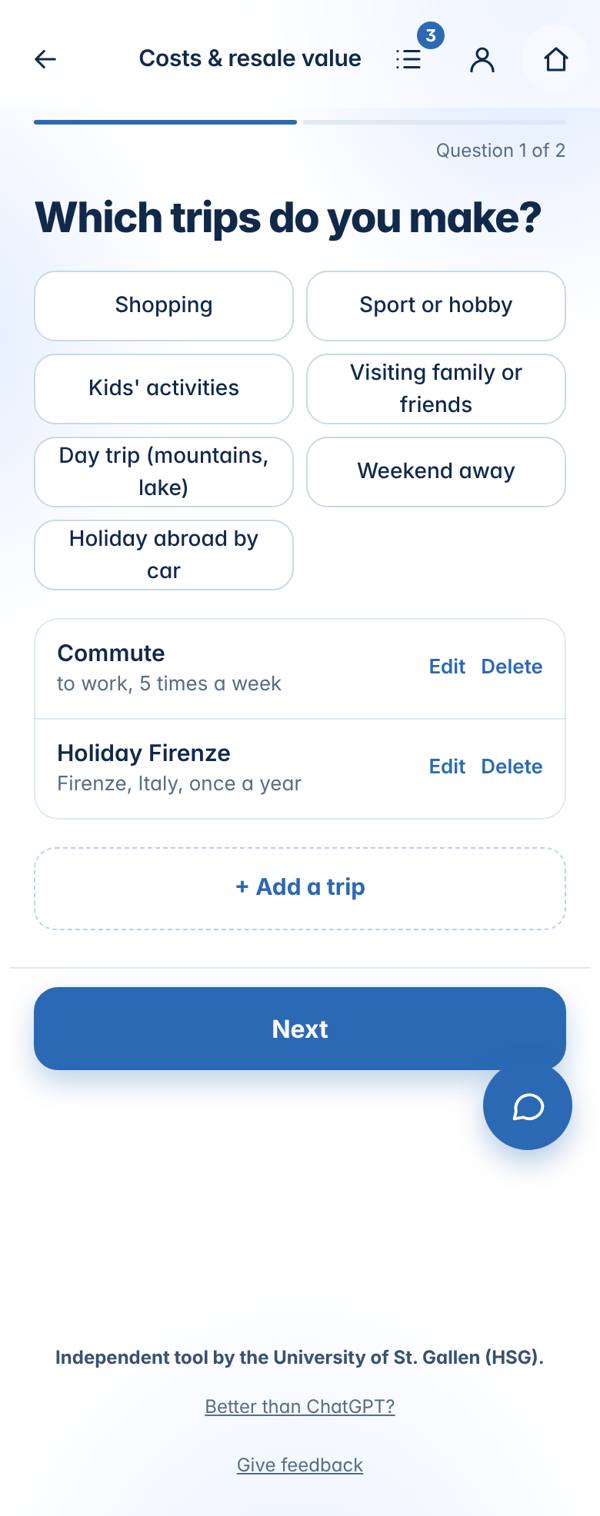 Costs & resale value
3
Question 1 of 2
Which trips do you make?
Shopping
Sport or hobby
Kids' activities
Visiting family or
friends
Day trip (mountains,
lake)
Weekend away
Holiday abroad by
car
Commute
to work, 5 times a week
Edit Delete
Holiday Firenze
Firenze, Italy, once a year
Edit Delete
+ Add a trip
Next
Independent tool by the University of St. Gallen (HSG).
Better than ChatGPT?
Give feedback